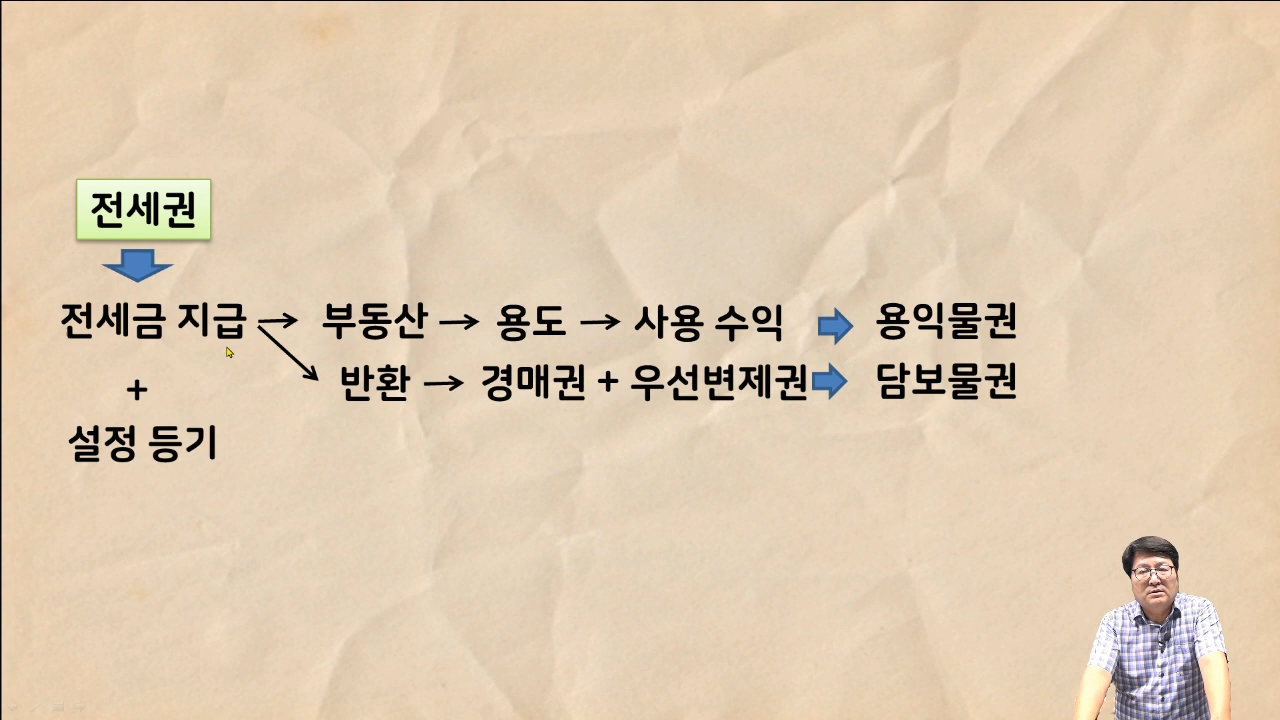 전세권
전세금 지급 → 부동산 → 용도 → 사용 수익 용익물권
반환 → 경매권 + 우선변제권 담보물권
+
설정 등기